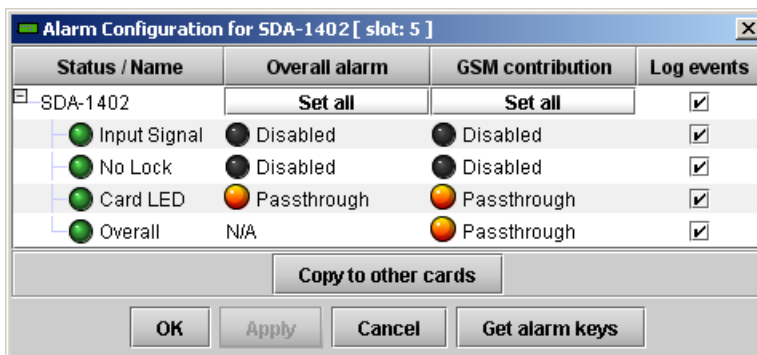 Alarm Configuration for SDA-1402 [ slot: 5 ]
Status / Name Overall alarm GSM contribution Log events
SDA-1402 Set all Set all
Input Signal Disabled Disabled
No Lock Disabled Disabled
Card LED Passthrough Passthrough
Overall N/A Passthrough
Copy to other cards
OK Apply Cancel Get alarm keys